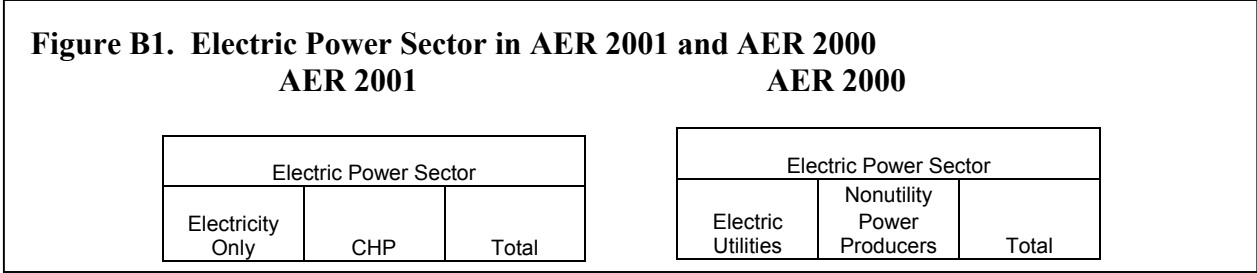 Figure B1. Electric Power Sector in AER 2001 and AER 2000
AER 2001 AER 2000
Electric Power Sector
Electricity
Only CHP Total
Electric Power Sector
Nonutility
Electric Power
Utilities Producers Total